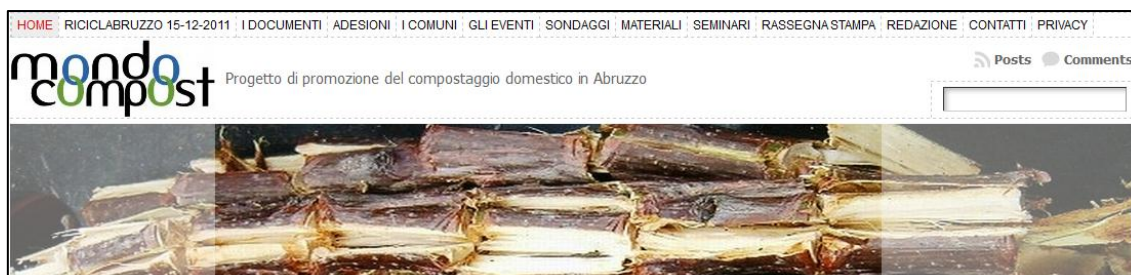 HOME RICICLABRUZZO 15-12-2011 I DOCUMENTI ADESIONI I COMUNI GLI EVENTI SONDAGGI MATERIALI SEMINARI RASSEGNA STAMPA REDAZIONE CONTATTI PRIVACY
mondo
compost
Progetto di promozione del compostaggio domestico in Abruzzo
Posts Comments